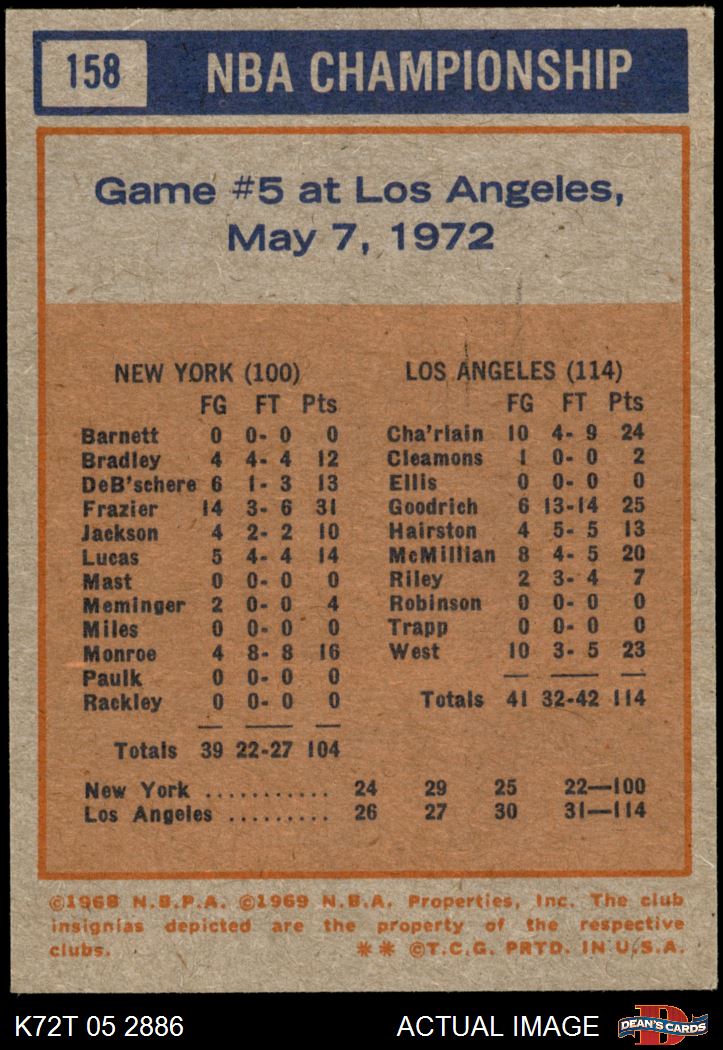 158 NBA CHAMPIONSHIP
Game #5 at Los Angeles,
May 7, 1972
NEW YORK (100)
FG FT Pts
Barnett 0 0- 0 0
Bradley 4 4- 4 12
DeB'schere 6 1- 3 13
Frazier 14 3- 6 31
Jackson 4 2- 2 10
Lucas 5 4- 4 14
Mast 0 0- 0 0
Meminger 2 0- 0 4
Miles 0 0- 0 0
Monroe 4 8- 8 16
Paulk 0 0- 0 0
Rackley 0 0- 0 0
Totals 39 22-27 104
LOS ANGELES (114)
FG FT Pts
Cha'rlain 10 4- 9 24
Cleamons 1 0- 0 2
Ellis 0 0- 0 0
Goodrich 6 13-14 25
Hairston 4 5- 5 13
McMillian 8 4- 5 20
Riley 2 3- 4 7
Robinson 0 0- 0 0
Trapp 0 0- 0 0
West 10 3- 5 23
Totals 41 32-42 114
New York ........... 24 29 25 22—100
Los Angeles ......... 26 27 30 31—114
©1968 N.B.P.A. ©1969 N.B.A. Properties, Inc. The club
insignias depicted are the property of the respective
clubs. ** ©T.C.G. PRTD. IN U.S.A.
K72T 05 2886 ACTUAL IMAGE D DEAN'S CARDS